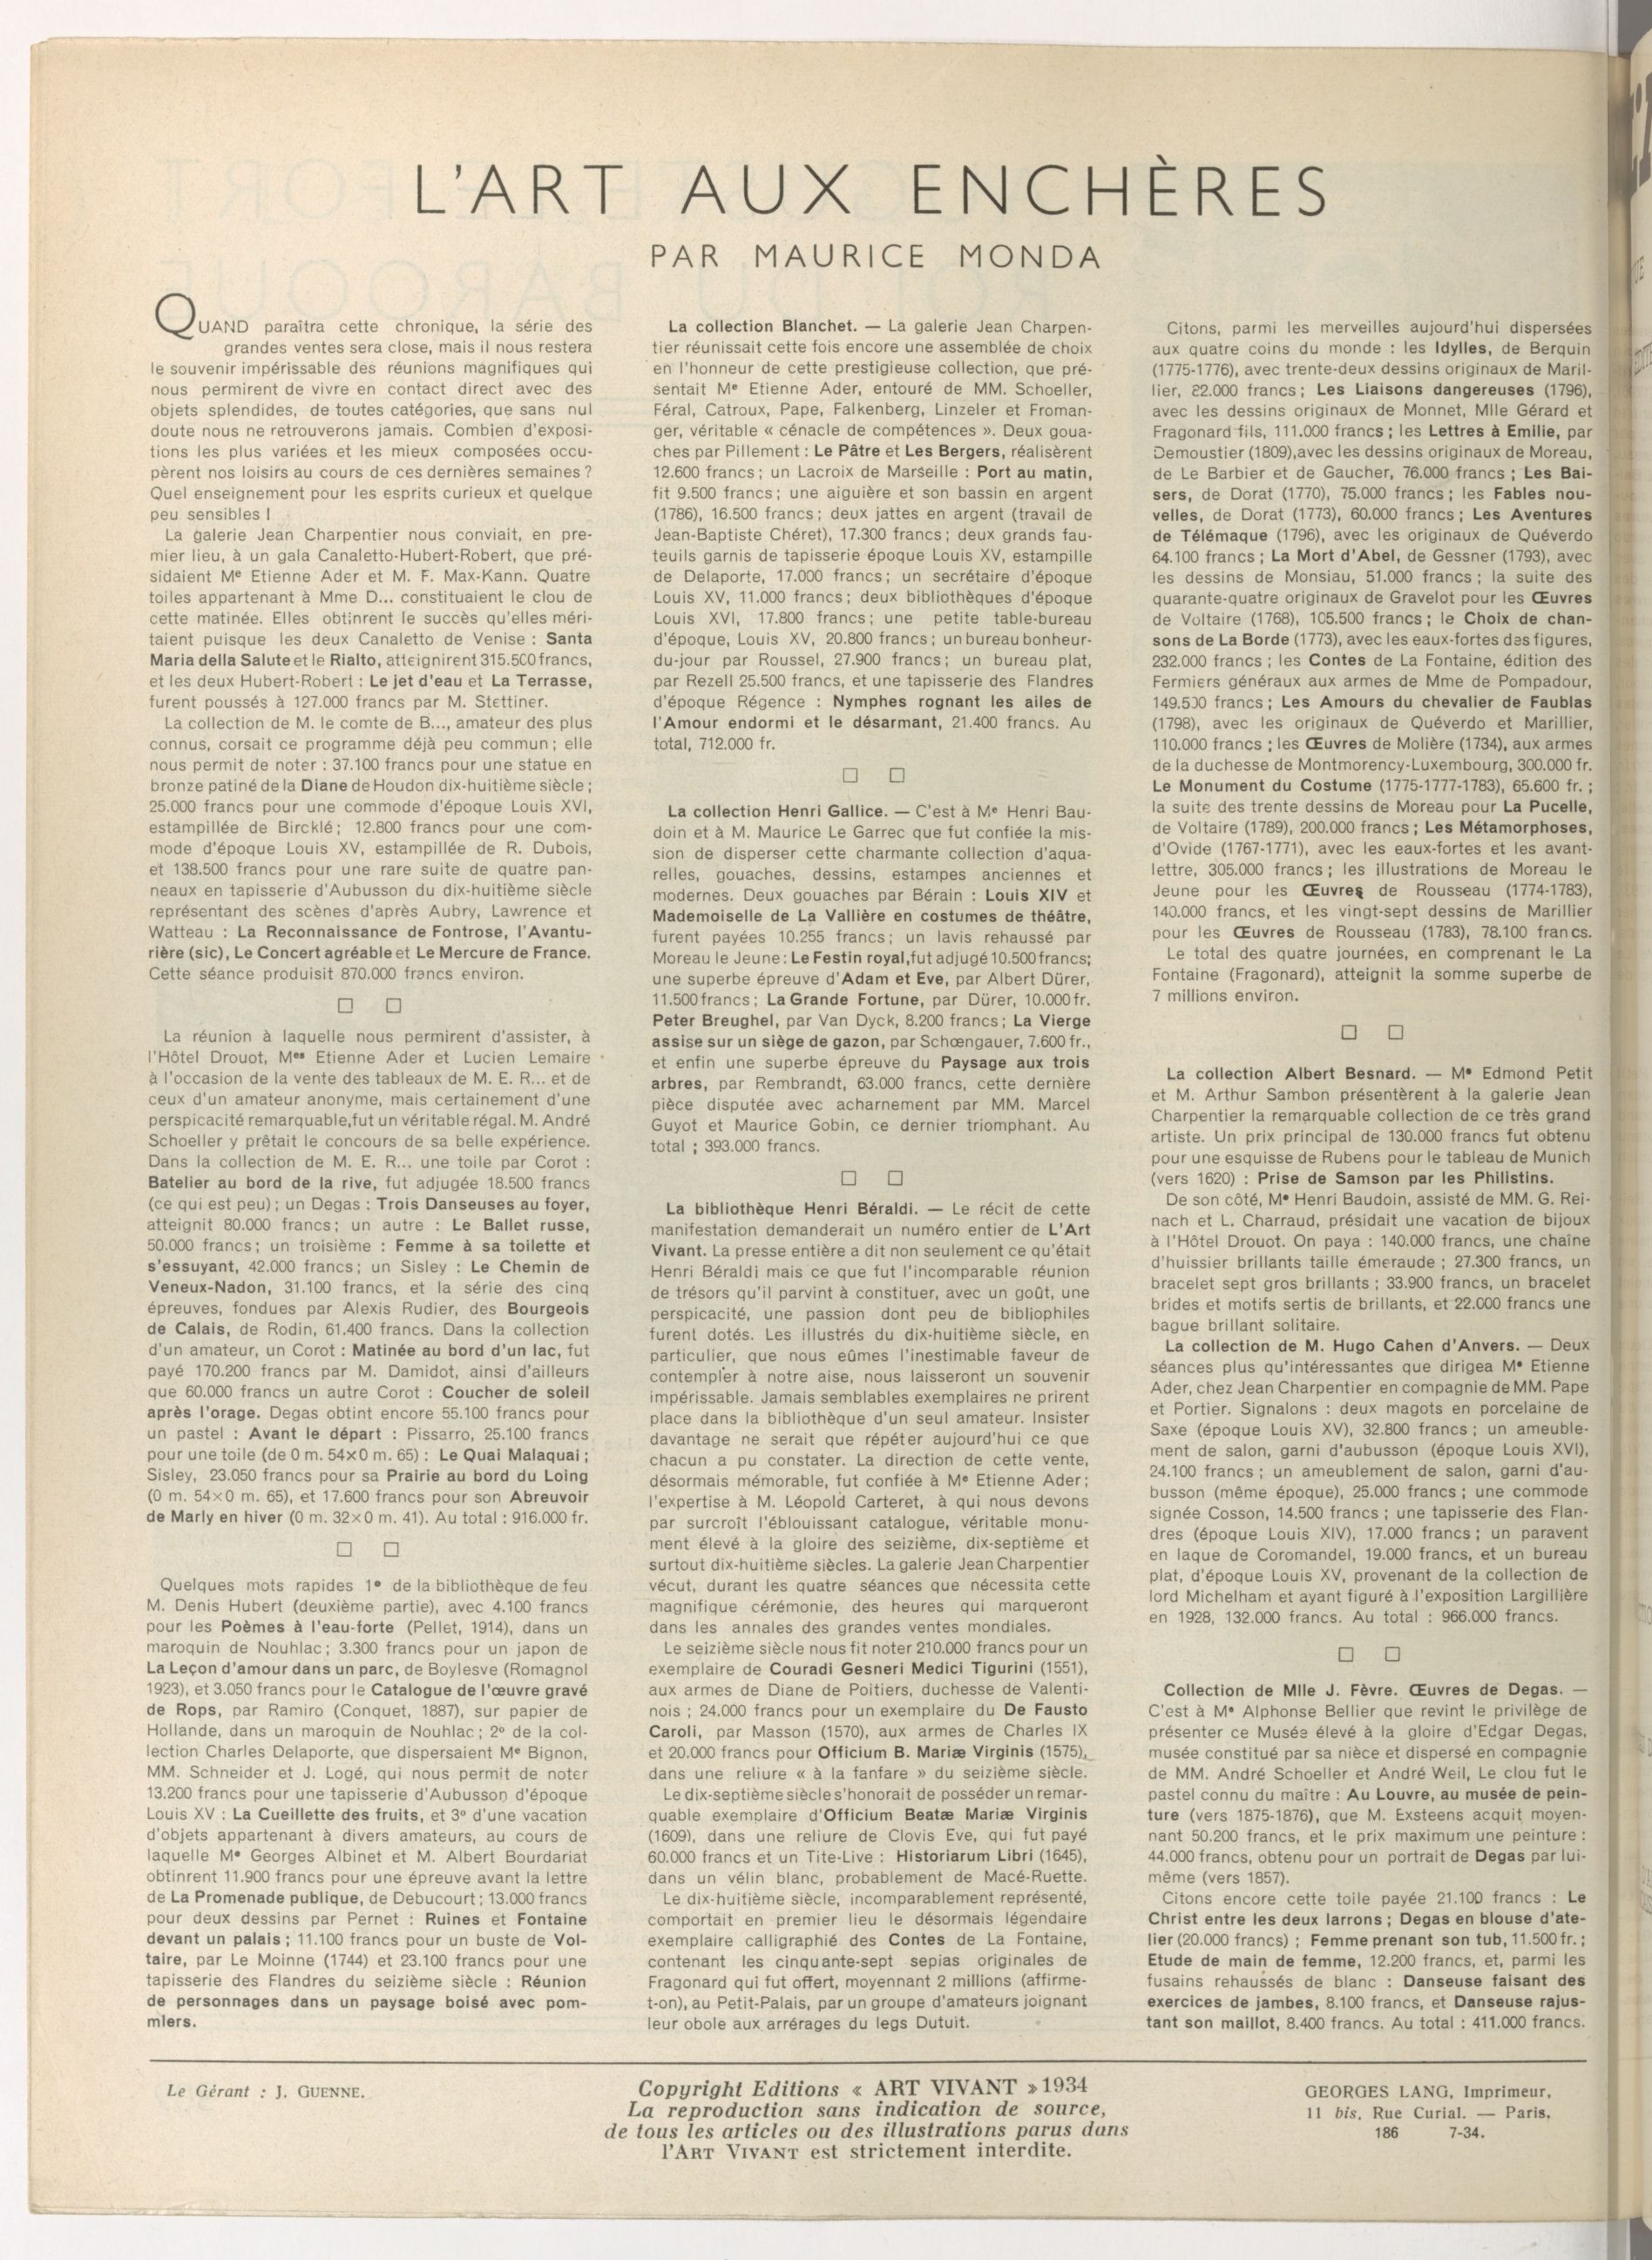 L'ART AUX ENCHÈRES
PAR MAURICE MONDA
QUAND paraîtra cette chronique, la série des
grandes ventes sera close, mais il nous restera
le souvenir impérissable des réunions magnifiques qui
nous permirent de vivre en contact direct avec des
objets splendides, de toutes catégories, que sans nul
doute nous ne retrouverons jamais. Combien d'exposi-
tions les plus variées et les mieux composées occu-
pèrent nos loisirs au cours de ces dernières semaines ?
Quel enseignement pour les esprits curieux et quelque
peu sensibles !
La galerie Jean Charpentier nous conviait, en pre-
mier lieu, à un gala Canaletto-Hubert-Robert, que pré-
sidaient Me Etienne Ader et M. F. Max-Kann. Quatre
toiles appartenant à Mme D... constituaient le clou de
cette matinée. Elles obtinrent le succès qu'elles méri-
taient puisque les deux Canaletto de Venise : Santa
Maria della Salute et le Rialto, atteignirent 315.500 francs,
et les deux Hubert-Robert : Le jet d'eau et La Terrasse,
furent poussés à 127.000 francs par M. Stettiner.
La collection de M. le comte de B..., amateur des plus
connus, corsait ce programme déjà peu commun ; elle
nous permit de noter : 37.100 francs pour une statue en
bronze patiné de la Diane de Houdon dix-huitième siècle ;
25.000 francs pour une commode d'époque Louis XVI,
estampillée de Bircklé ; 12.800 francs pour une com-
mode d'époque Louis XV, estampillée de R. Dubois,
et 138.500 francs pour une rare suite de quatre pan-
neaux en tapisserie d'Aubusson du dix-huitième siècle
représentant des scènes d'après Aubry, Lawrence et
Watteau : La Reconnaissance de Fontrose, l'Avantu-
rière (sic), Le Concert agréable et Le Mercure de France.
Cette séance produisit 870.000 francs environ.
□ □
La réunion à laquelle nous permirent d'assister, à
l'Hôtel Drouot, Mes Etienne Ader et Lucien Lemaire
à l'occasion de la vente des tableaux de M. E. R... et de
ceux d'un amateur anonyme, mais certainement d'une
perspicacité remarquable, fut un véritable régal. M. André
Schoeller y prêtait le concours de sa belle expérience.
Dans la collection de M. E. R... une toile par Corot :
Batelier au bord de la rive, fut adjugée 18.500 francs
(ce qui est peu) ; un Degas : Trois Danseuses au foyer,
atteignit 80.000 francs ; un autre : Le Ballet russe,
50.000 francs ; un troisième : Femme à sa toilette et
s'essuyant, 42.000 francs ; un Sisley : Le Chemin de
Veneux-Nadon, 31.100 francs, et la série des cinq
épreuves, fondues par Alexis Rudier, des Bourgeois
de Calais, de Rodin, 61.400 francs. Dans la collection
d'un amateur, un Corot : Matinée au bord d'un lac, fut
payé 170.200 francs par M. Damidot, ainsi d'ailleurs
que 60.000 francs un autre Corot : Coucher de soleil
après l'orage. Degas obtint encore 55.100 francs pour
un pastel : Avant le départ : Pissarro, 25.100 francs
pour une toile (de 0 m. 54×0 m. 65) : Le Quai Malaquai ;
Sisley, 23.050 francs pour sa Prairie au bord du Loing
(0 m. 54×0 m. 65), et 17.600 francs pour son Abreuvoir
de Marly en hiver (0 m. 32×0 m. 41). Au total : 916.000 fr.
□ □
Quelques mots rapides 1º de la bibliothèque de feu
M. Denis Hubert (deuxième partie), avec 4.100 francs
pour les Poèmes à l'eau-forte (Pellet, 1914), dans un
maroquin de Nouhlac ; 3.300 francs pour un japon de
La Leçon d'amour dans un parc, de Boylesve (Romagnol
1923), et 3.050 francs pour le Catalogue de l'œuvre gravé
de Rops, par Ramiro (Conquet, 1887), sur papier de
Hollande, dans un maroquin de Nouhlac ; 2º de la col-
lection Charles Delaporte, que dispersaient Me Bignon,
MM. Schneider et J. Logé, qui nous permit de noter
13.200 francs pour une tapisserie d'Aubusson d'époque
Louis XV : La Cueillette des fruits, et 3º d'une vacation
d'objets appartenant à divers amateurs, au cours de
laquelle Me Georges Albinet et M. Albert Bourdariat
obtinrent 11.900 francs pour une épreuve avant la lettre
de La Promenade publique, de Debucourt ; 13.000 francs
pour deux dessins par Pernet : Ruines et Fontaine
devant un palais ; 11.100 francs pour un buste de Vol-
taire, par Le Moinne (1744) et 23.100 francs pour une
tapisserie des Flandres du seizième siècle : Réunion
de personnages dans un paysage boisé avec pom-
miers.
La collection Blanchet. — La galerie Jean Charpen-
tier réunissait cette fois encore une assemblée de choix
en l'honneur de cette prestigieuse collection, que pré-
sentait Me Etienne Ader, entouré de MM. Schoeller,
Féral, Catroux, Pape, Falkenberg, Linzeler et Froman-
ger, véritable « cénacle de compétences ». Deux goua-
ches par Pillement : Le Pâtre et Les Bergers, réalisèrent
12.600 francs ; un Lacroix de Marseille : Port au matin,
fit 9.500 francs ; une aiguière et son bassin en argent
(1786), 16.500 francs ; deux jattes en argent (travail de
Jean-Baptiste Chéret), 17.300 francs ; deux grands fau-
teuils garnis de tapisserie époque Louis XV, estampille
de Delaporte, 17.000 francs ; un secrétaire d'époque
Louis XV, 11.000 francs ; deux bibliothèques d'époque
Louis XVI, 17.800 francs ; une petite table-bureau
d'époque, Louis XV, 20.800 francs ; un bureau bonheur-
du-jour par Roussel, 27.900 francs ; un bureau plat,
par Rezell 25.500 francs, et une tapisserie des Flandres
d'époque Régence : Nymphes rognant les ailes de
l'Amour endormi et le désarmant, 21.400 francs. Au
total, 712.000 fr.
□ □
La collection Henri Gallice. — C'est à Me Henri Bau-
doin et à M. Maurice Le Garrec que fut confiée la mis-
sion de disperser cette charmante collection d'aqua-
relles, gouaches, dessins, estampes anciennes et
modernes. Deux gouaches par Bérain : Louis XIV et
Mademoiselle de La Vallière en costumes de théâtre,
furent payées 10.255 francs ; un lavis rehaussé par
Moreau le Jeune : Le Festin royal, fut adjugé 10.500 francs ;
une superbe épreuve d'Adam et Eve, par Albert Dürer,
11.500 francs ; La Grande Fortune, par Dürer, 10.000 fr.
Peter Breughel, par Van Dyck, 8.200 francs ; La Vierge
assise sur un siège de gazon, par Schœngauer, 7.600 fr.,
et enfin une superbe épreuve du Paysage aux trois
arbres, par Rembrandt, 63.000 francs, cette dernière
pièce disputée avec acharnement par MM. Marcel
Guyot et Maurice Gobin, ce dernier triomphant. Au
total ; 393.000 francs.
□ □
La bibliothèque Henri Béraldi. — Le récit de cette
manifestation demanderait un numéro entier de L'Art
Vivant. La presse entière a dit non seulement ce qu'était
Henri Béraldi mais ce que fut l'incomparable réunion
de trésors qu'il parvint à constituer, avec un goût, une
perspicacité, une passion dont peu de bibliophiles
furent dotés. Les illustrés du dix-huitième siècle, en
particulier, que nous eûmes l'inestimable faveur de
contempler à notre aise, nous laisseront un souvenir
impérissable. Jamais semblables exemplaires ne prirent
place dans la bibliothèque d'un seul amateur. Insister
davantage ne serait que répéter aujourd'hui ce que
chacun a pu constater. La direction de cette vente,
désormais mémorable, fut confiée à Me Etienne Ader ;
l'expertise à M. Léopold Carteret, à qui nous devons
par surcroît l'éblouissant catalogue, véritable monu-
ment élevé à la gloire des seizième, dix-septième et
surtout dix-huitième siècles. La galerie Jean Charpentier
vécut, durant les quatre séances que nécessita cette
magnifique cérémonie, des heures qui marqueront
dans les annales des grandes ventes mondiales.
Le seizième siècle nous fit noter 210.000 francs pour un
exemplaire de Couradi Gesneri Medici Tigurini (1551),
aux armes de Diane de Poitiers, duchesse de Valenti-
nois ; 24.000 francs pour un exemplaire du De Fausto
Caroli, par Masson (1570), aux armes de Charles IX
et 20.000 francs pour Officium B. Mariæ Virginis (1575),
dans une reliure « à la fanfare » du seizième siècle.
Le dix-septième siècle s'honorait de posséder un remar-
quable exemplaire d'Officium Beatæ Mariæ Virginis
(1609), dans une reliure de Clovis Eve, qui fut payé
60.000 francs et un Tite-Live : Historiarum Libri (1645),
dans un vélin blanc, probablement de Macé-Ruette.
Le dix-huitième siècle, incomparablement représenté,
comportait en premier lieu le désormais légendaire
exemplaire calligraphié des Contes de La Fontaine,
contenant les cinquante-sept sepias originales de
Fragonard qui fut offert, moyennant 2 millions (affirme-
t-on), au Petit-Palais, par un groupe d'amateurs joignant
leur obole aux arrérages du legs Dutuit.
Citons, parmi les merveilles aujourd'hui dispersées
aux quatre coins du monde : les Idylles, de Berquin
(1775-1776), avec trente-deux dessins originaux de Maril-
lier, 22.000 francs ; Les Liaisons dangereuses (1796),
avec les dessins originaux de Monnet, Mlle Gérard et
Fragonard fils, 111.000 francs ; les Lettres à Emilie, par
Demoustier (1809), avec les dessins originaux de Moreau,
de Le Barbier et de Gaucher, 76.000 francs ; Les Bai-
sers, de Dorat (1770), 75.000 francs ; les Fables nou-
velles, de Dorat (1773), 60.000 francs ; Les Aventures
de Télémaque (1796), avec les originaux de Quéverdo
64.100 francs ; La Mort d'Abel, de Gessner (1793), avec
les dessins de Monsiau, 51.000 francs ; la suite des
quarante-quatre originaux de Gravelot pour les Œuvres
de Voltaire (1768), 105.500 francs ; le Choix de chan-
sons de La Borde (1773), avec les eaux-fortes des figures,
232.000 francs ; les Contes de La Fontaine, édition des
Fermiers généraux aux armes de Mme de Pompadour,
149.500 francs ; Les Amours du chevalier de Faublas
(1798), avec les originaux de Quéverdo et Marillier,
110.000 francs ; les Œuvres de Molière (1734), aux armes
de la duchesse de Montmorency-Luxembourg, 300.000 fr.
Le Monument du Costume (1775-1777-1783), 65.600 fr. ;
la suite des trente dessins de Moreau pour La Pucelle,
de Voltaire (1789), 200.000 francs ; Les Métamorphoses,
d'Ovide (1767-1771), avec les eaux-fortes et les avant-
lettre, 305.000 francs ; les illustrations de Moreau le
Jeune pour les Œuvres de Rousseau (1774-1783),
140.000 francs, et les vingt-sept dessins de Marillier
pour les Œuvres de Rousseau (1783), 78.100 francs.
Le total des quatre journées, en comprenant le La
Fontaine (Fragonard), atteignit la somme superbe de
7 millions environ.
□ □
La collection Albert Besnard. — Me Edmond Petit
et M. Arthur Sambon présentèrent à la galerie Jean
Charpentier la remarquable collection de ce très grand
artiste. Un prix principal de 130.000 francs fut obtenu
pour une esquisse de Rubens pour le tableau de Munich
(vers 1620) : Prise de Samson par les Philistins.
De son côté, Me Henri Baudoin, assisté de MM. G. Rei-
nach et L. Charraud, présidait une vacation de bijoux
à l'Hôtel Drouot. On paya : 140.000 francs, une chaîne
d'huissier brillants taille émeraude ; 27.300 francs, un
bracelet sept gros brillants ; 33.900 francs, un bracelet
brides et motifs sertis de brillants, et 22.000 francs une
bague brillant solitaire.
La collection de M. Hugo Cahen d'Anvers. — Deux
séances plus qu'intéressantes que dirigea Me Etienne
Ader, chez Jean Charpentier en compagnie de MM. Pape
et Portier. Signalons : deux magots en porcelaine de
Saxe (époque Louis XV), 32.800 francs ; un ameuble-
ment de salon, garni d'aubusson (époque Louis XVI),
24.100 francs ; un ameublement de salon, garni d'au-
busson (même époque), 25.000 francs ; une commode
signée Cosson, 14.500 francs ; une tapisserie des Flan-
dres (époque Louis XIV), 17.000 francs ; un paravent
en laque de Coromandel, 19.000 francs, et un bureau
plat, d'époque Louis XV, provenant de la collection de
lord Michelham et ayant figuré à l'exposition Largillière
en 1928, 132.000 francs. Au total : 966.000 francs.
□ □
Collection de Mlle J. Fèvre. Œuvres de Degas. —
C'est à Me Alphonse Bellier que revint le privilège de
présenter ce Musée élevé à la gloire d'Edgar Degas,
musée constitué par sa nièce et dispersé en compagnie
de MM. André Schoeller et André Weil, Le clou fut le
pastel connu du maître : Au Louvre, au musée de pein-
ture (vers 1875-1876), que M. Exsteens acquit moyen-
nant 50.200 francs, et le prix maximum une peinture :
44.000 francs, obtenu pour un portrait de Degas par lui-
même (vers 1857).
Citons encore cette toile payée 21.100 francs : Le
Christ entre les deux larrons ; Degas en blouse d'ate-
lier (20.000 francs) ; Femme prenant son tub, 11.500 fr. ;
Etude de main de femme, 12.200 francs, et, parmi les
fusains rehaussés de blanc : Danseuse faisant des
exercices de jambes, 8.100 francs, et Danseuse rajus-
tant son maillot, 8.400 francs. Au total : 411.000 francs.
Le Gérant : J. GUENNE.
Copyright Editions « ART VIVANT » 1934
La reproduction sans indication de source,
de tous les articles ou des illustrations parus dans
l'ART VIVANT est strictement interdite.
GEORGES LANG, Imprimeur,
11 bis, Rue Curial. — Paris.
186 7-34.